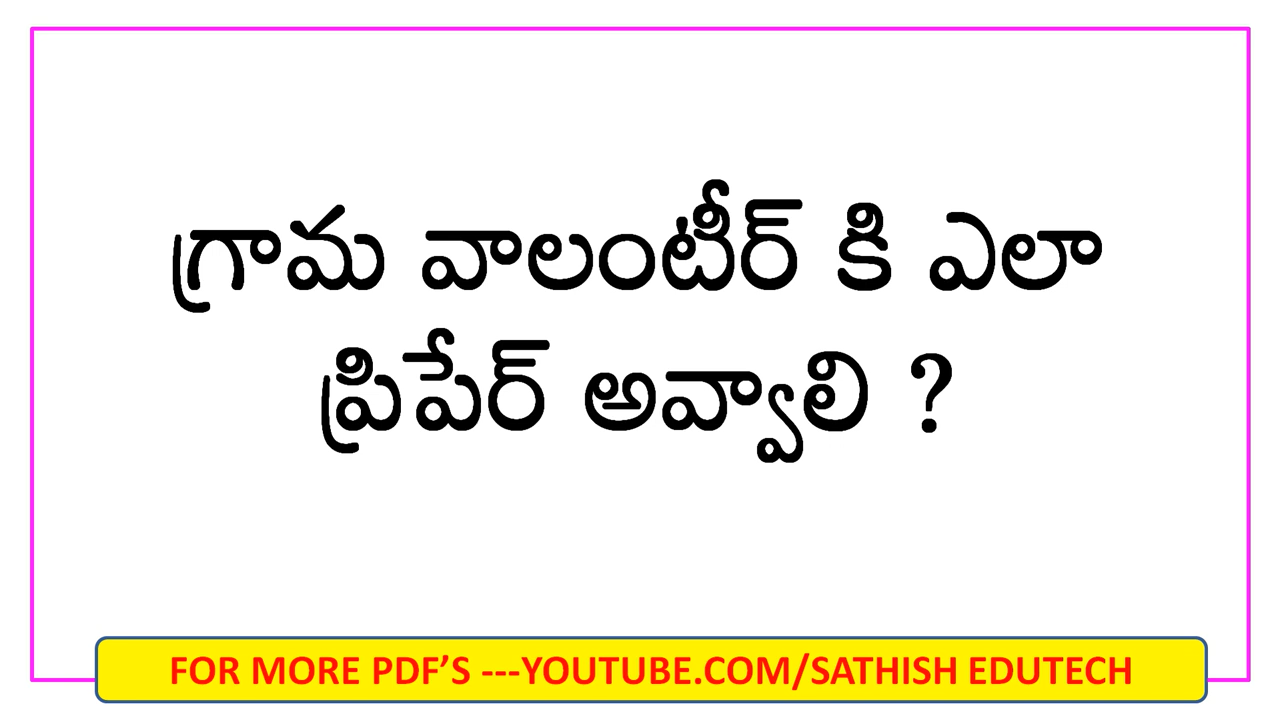 గ్రామ వాలంటీర్ కి ఎలా
ప్రిపేర్ అవ్వాలి ?
FOR MORE PDF’S ---YOUTUBE.COM/SATHISH EDUTECH